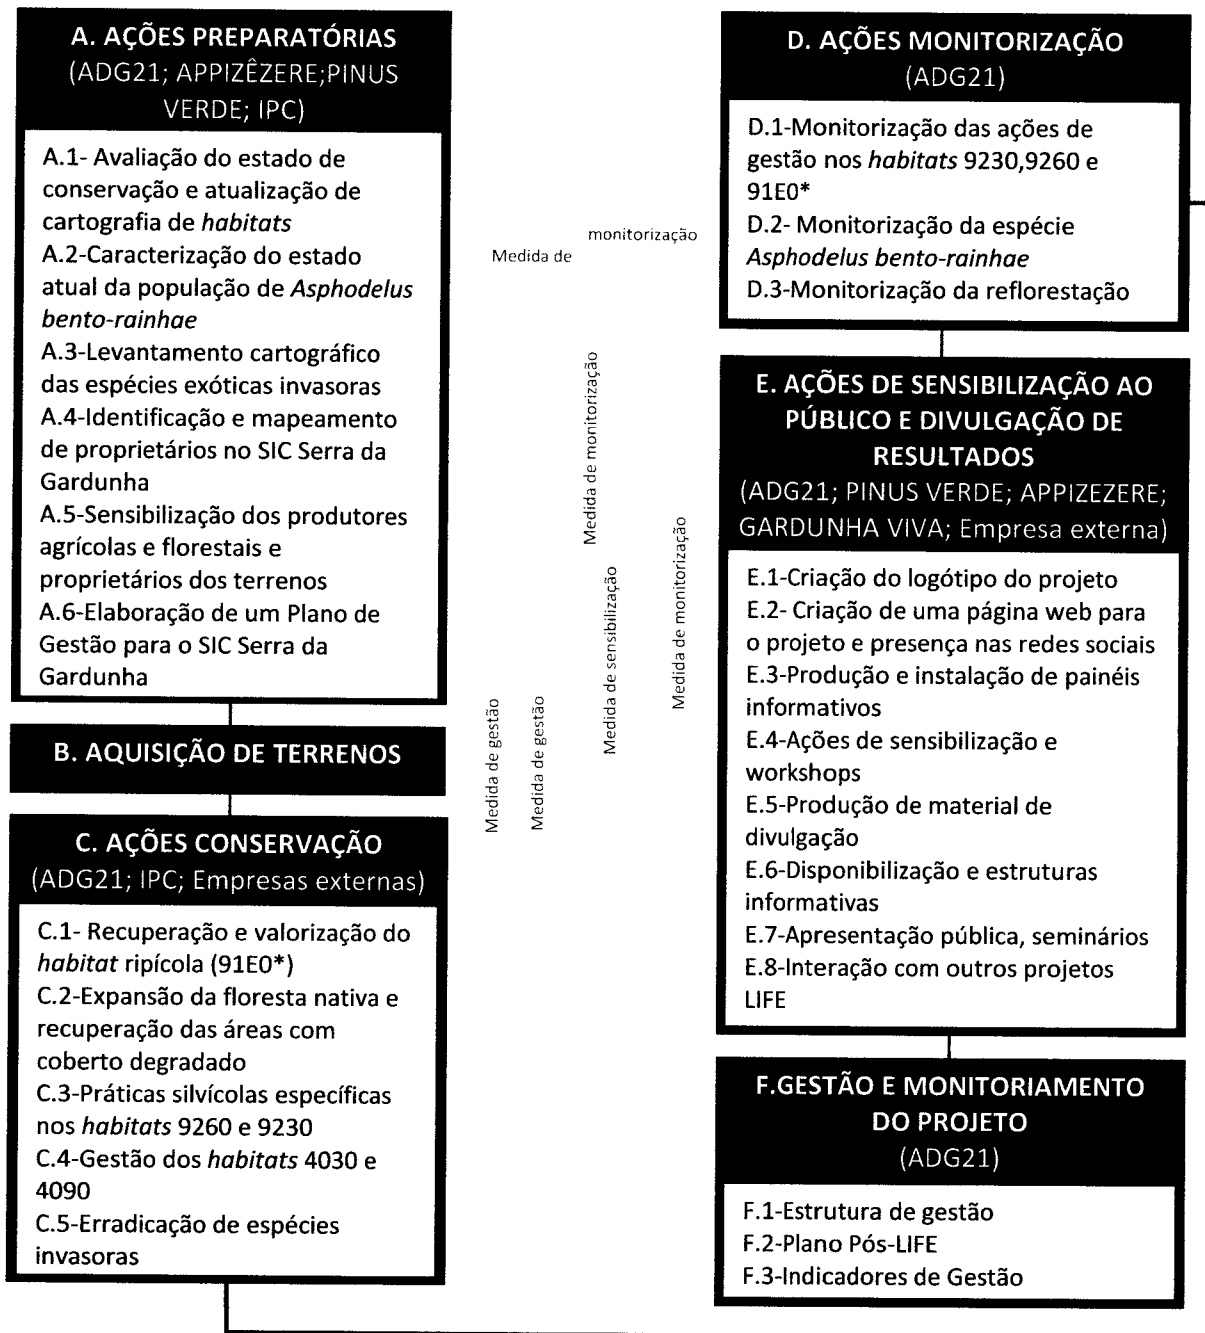 A. AÇÕES PREPARATÓRIAS
(ADG21; APPIZÊZERE;PINUS
VERDE; IPC)
A.1- Avaliação do estado de
conservação e atualização de
cartografia de habitats
A.2-Caracterização do estado
atual da população de Asphodelus
bento-rainhae
A.3-Levantamento cartográfico
das espécies exóticas invasoras
A.4-Identificação e mapeamento
de proprietários no SIC Serra da
Gardunha
A.5-Sensibilização dos produtores
agrícolas e florestais e
proprietários dos terrenos
A.6-Elaboração de um Plano de
Gestão para o SIC Serra da
Gardunha
B. AQUISIÇÃO DE TERRENOS
C. AÇÕES CONSERVAÇÃO
(ADG21; IPC; Empresas externas)
C.1- Recuperação e valorização do
habitat ripícola (91E0*)
C.2-Expansão da floresta nativa e
recuperação das áreas com
coberto degradado
C.3-Práticas silvícolas específicas
nos habitats 9260 e 9230
C.4-Gestão dos habitats 4030 e
4090
C.5-Erradicação de espécies
invasoras
monitorização
Medida de
Medida de monitorização
Medida de monitorização
Medida de sensibilização
Medida de gestão
Medida de gestão
D. AÇÕES MONITORIZAÇÃO
(ADG21)
D.1-Monitorização das ações de
gestão nos habitats 9230,9260 e
91E0*
D.2- Monitorização da espécie
Asphodelus bento-rainhae
D.3-Monitorização da reflorestação
E. AÇÕES DE SENSIBILIZAÇÃO AO
PÚBLICO E DIVULGAÇÃO DE
RESULTADOS
(ADG21; PINUS VERDE; APPIZEZERE;
GARDUNHA VIVA; Empresa externa)
E.1-Criação do logótipo do projeto
E.2- Criação de uma página web para
o projeto e presença nas redes sociais
E.3-Produção e instalação de painéis
informativos
E.4-Ações de sensibilização e
workshops
E.5-Produção de material de
divulgação
E.6-Disponibilização e estruturas
informativas
E.7-Apresentação pública, seminários
E.8-Interação com outros projetos
LIFE
F.GESTÃO E MONITORIAMENTO
DO PROJETO
(ADG21)
F.1-Estrutura de gestão
F.2-Plano Pós-LIFE
F.3-Indicadores de Gestão